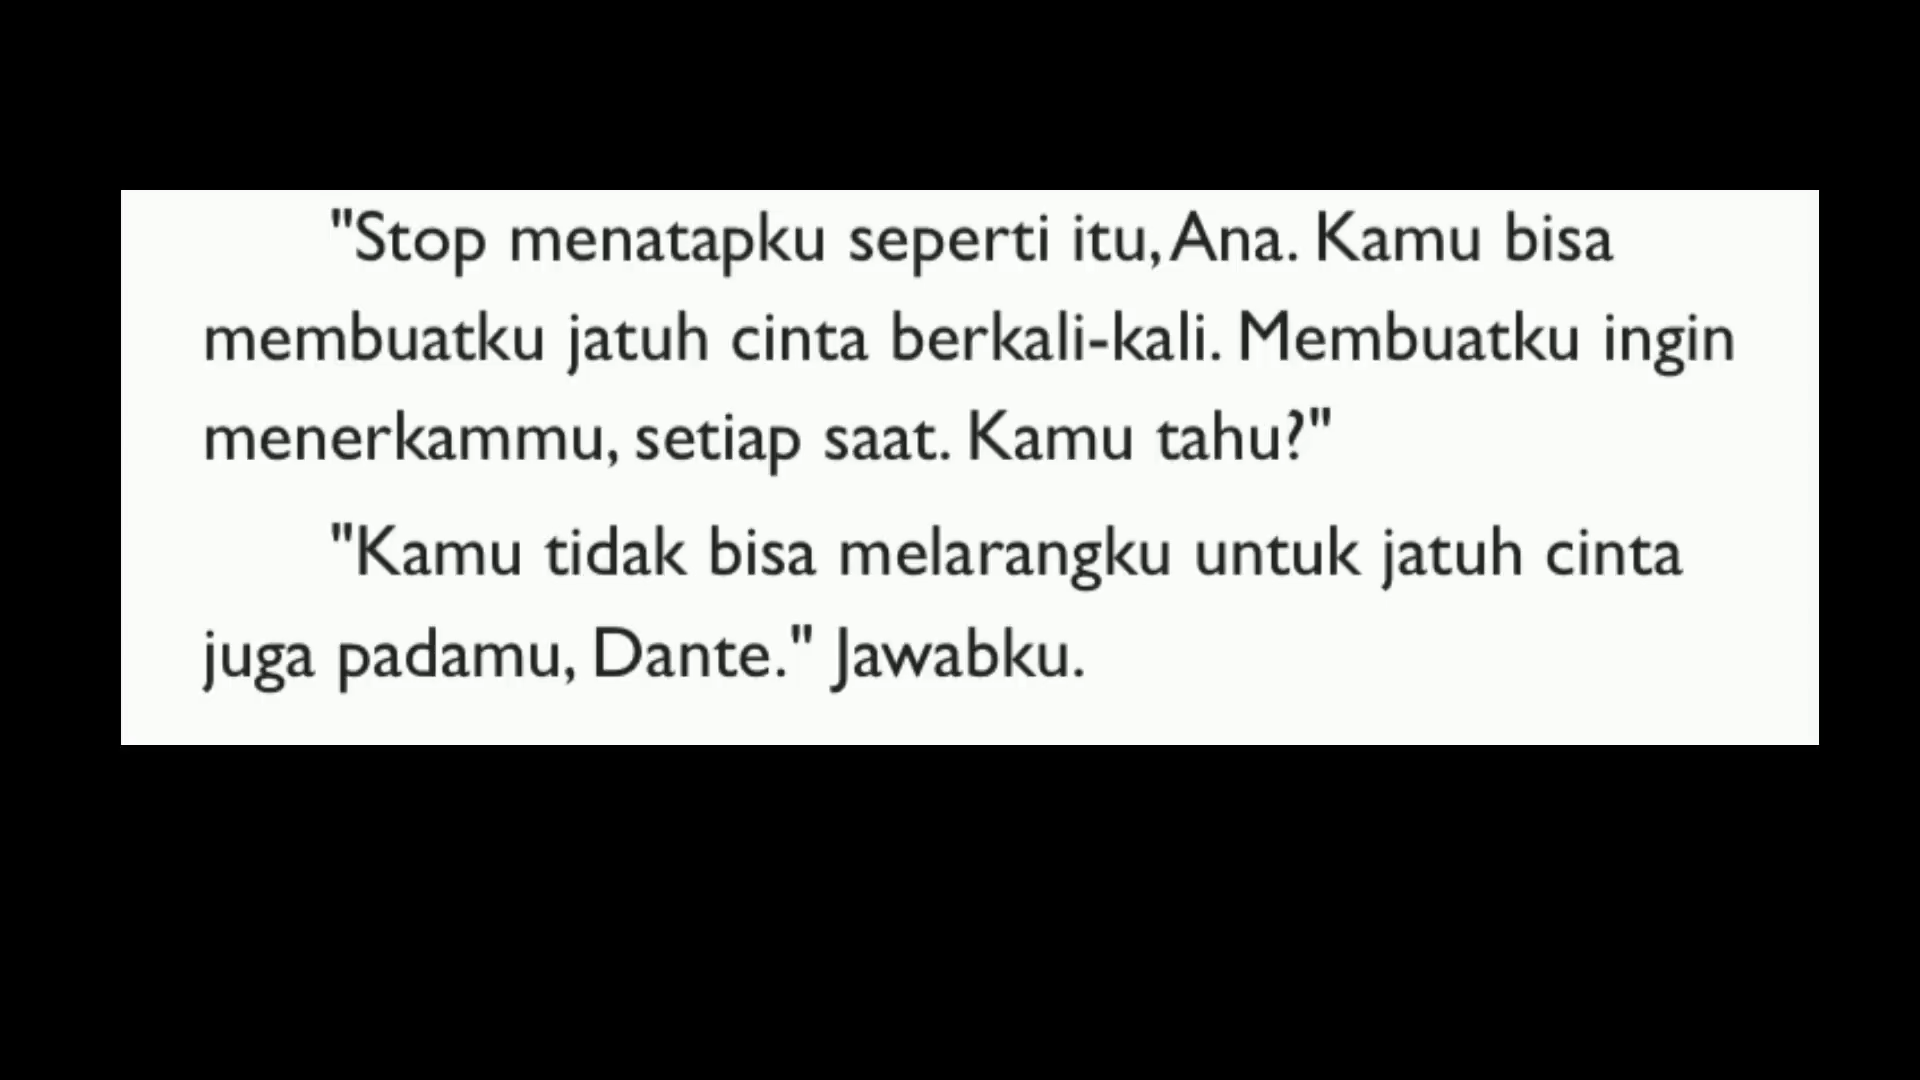 "Stop menatapku seperti itu, Ana. Kamu bisa
membuatku jatuh cinta berkali-kali. Membuatku ingin
menerkammu, setiap saat. Kamu tahu?"
"Kamu tidak bisa melarangku untuk jatuh cinta
juga padamu, Dante." Jawabku.